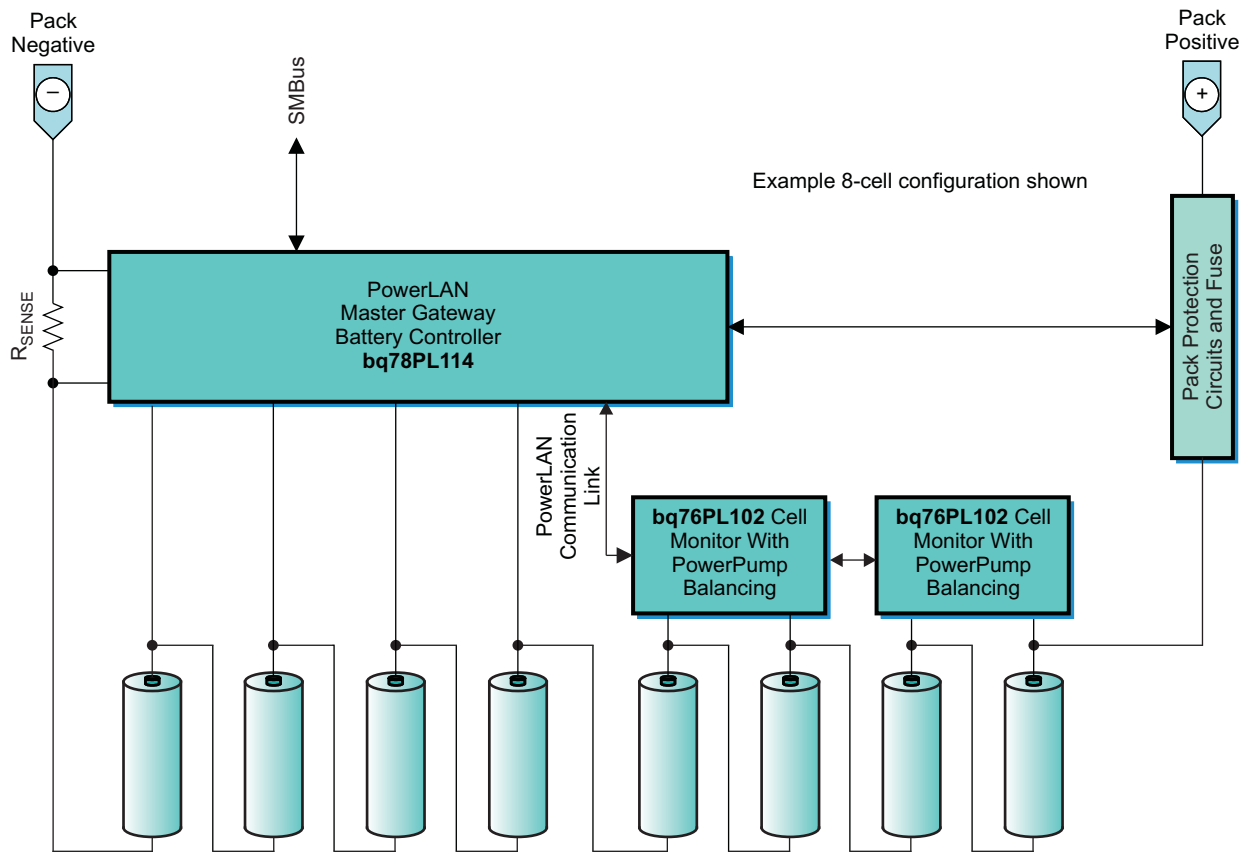 Pack
Negative
−
Pack
Positive
+
SMBus
Example 8-cell configuration shown
R_SENSE
PowerLAN
Master Gateway
Battery Controller
bq78PL114
Pack Protection
Circuits and Fuse
PowerLAN
Communication
Link
bq76PL102 Cell
Monitor With
PowerPump
Balancing
bq76PL102 Cell
Monitor With
PowerPump
Balancing